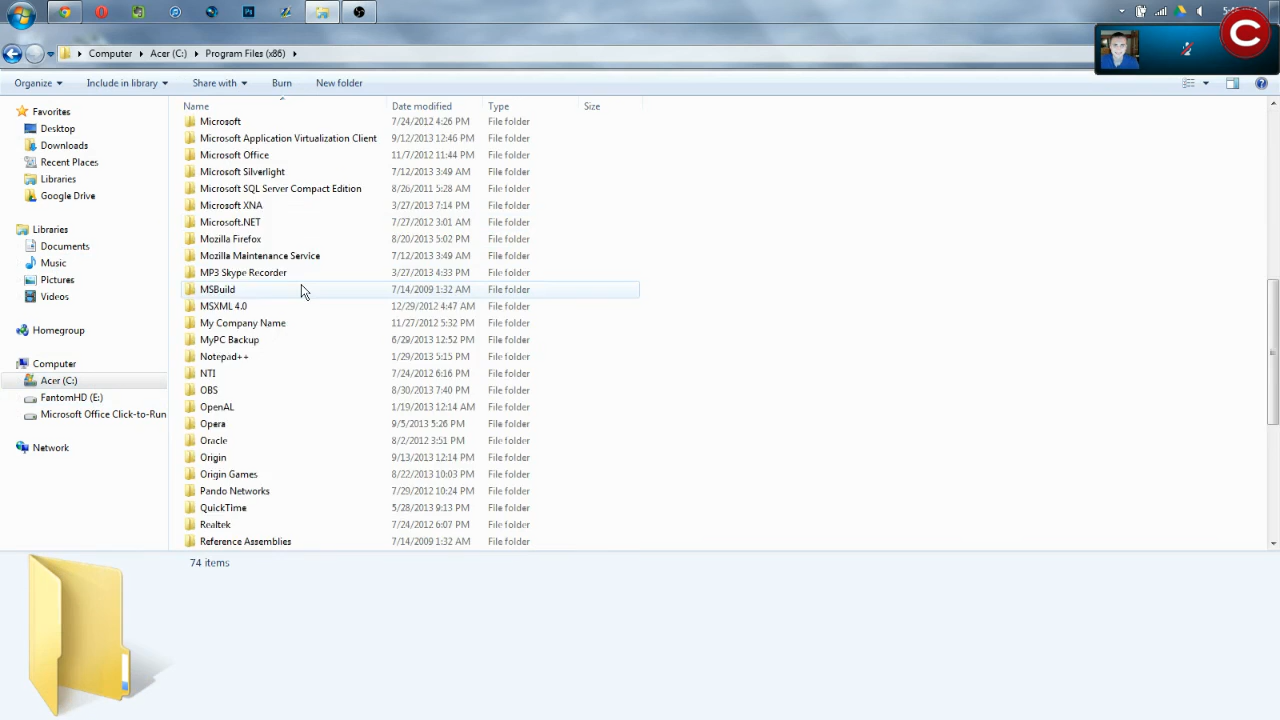 Ps
5:4
C
Computer Acer (C:) Program Files (x86)
Organize Include in library Share with Burn New folder
Name Date modified Type Size
Favorites
Desktop
Downloads
Recent Places
Libraries
Google Drive
Libraries
Documents
Music
Pictures
Videos
Homegroup
Computer
Acer (C:)
FantomHD (E:)
Microsoft Office Click-to-Run
Network
Microsoft 7/24/2012 4:26 PM File folder
Microsoft Application Virtualization Client 9/12/2013 12:46 PM File folder
Microsoft Office 11/7/2012 11:44 PM File folder
Microsoft Silverlight 7/12/2013 3:49 AM File folder
Microsoft SQL Server Compact Edition 8/26/2011 5:28 AM File folder
Microsoft XNA 3/27/2013 7:14 PM File folder
Microsoft.NET 7/27/2012 3:01 AM File folder
Mozilla Firefox 8/20/2013 5:02 PM File folder
Mozilla Maintenance Service 7/12/2013 3:49 AM File folder
MP3 Skype Recorder 3/27/2013 4:33 PM File folder
MSBuild 7/14/2009 1:32 AM File folder
MSXML 4.0 12/29/2012 4:47 AM File folder
My Company Name 11/27/2012 5:32 PM File folder
MyPC Backup 6/29/2013 12:52 PM File folder
Notepad++ 1/29/2013 5:15 PM File folder
NTI 7/24/2012 6:16 PM File folder
OBS 8/30/2013 7:40 PM File folder
OpenAL 1/19/2013 12:14 AM File folder
Opera 9/5/2013 5:26 PM File folder
Oracle 8/2/2012 3:51 PM File folder
Origin 9/13/2013 12:14 PM File folder
Origin Games 8/22/2013 10:03 PM File folder
Pando Networks 7/29/2012 10:24 PM File folder
QuickTime 5/28/2013 9:13 PM File folder
Realtek 7/24/2012 6:07 PM File folder
Reference Assemblies 7/14/2009 1:32 AM File folder
74 items